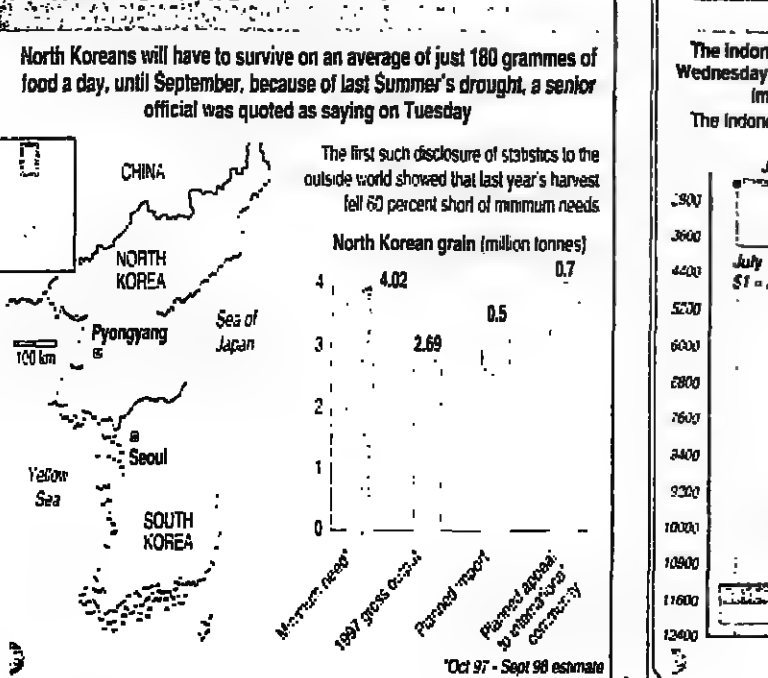 North Koreans will have to survive on an average of just 180 grammes of
food a day, until September, because of last Summer's drought, a senior
official was quoted as saying on Tuesday
The first such disclosure of statistics to the
outside world showed that last year's harvest
fell 60 percent short of minimum needs
CHINA
NORTH
KOREA
Pyongyang
Sea of
Japan
100 km
Seoul
Yellow
Sea
SOUTH
KOREA
North Korean grain (million tonnes)
4
3
2
1
0
4.02
2.69
0.5
0.7
Minimum need*
1997 gross output
Planned import
Planned appeal
to international*
community
*Oct 97 - Sept 98 estimate
The Indon
Wednesday
im
The Indone
3600
4400
5200
6000
6800
7600
8400
9200
10000
10900
11600
12400
July
$1 =